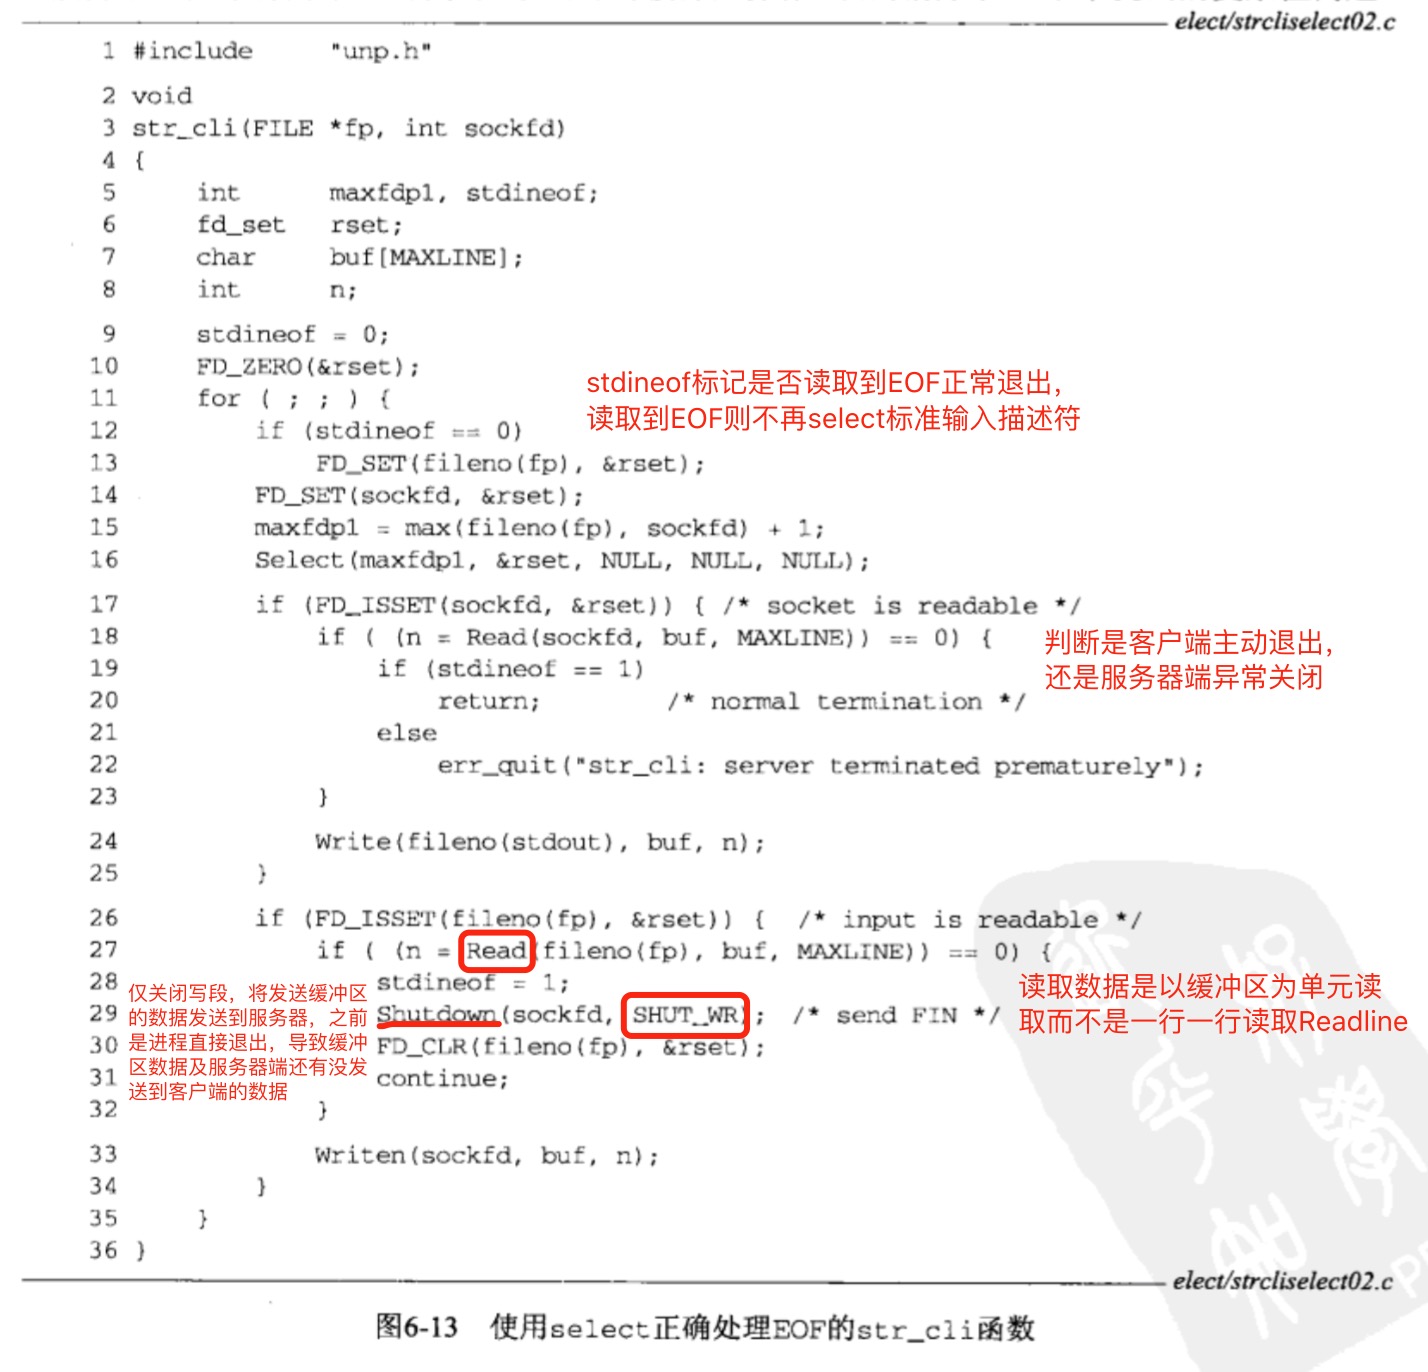 elect/strcliselect02.c
1 #include "unp.h"
2 void
3 str_cli(FILE *fp, int sockfd)
4 {
5 int maxfdp1, stdineof;
6 fd_set rset;
7 char buf[MAXLINE];
8 int n;
9 stdineof = 0;
10 FD_ZERO(&rset);
11 for ( ; ; ) {
stdineof标记是否读取到EOF正常退出,
读取到EOF则不再select标准输入描述符
12 if (stdineof == 0)
13 FD_SET(fileno(fp), &rset);
14 FD_SET(sockfd, &rset);
15 maxfdp1 = max(fileno(fp), sockfd) + 1;
16 Select(maxfdp1, &rset, NULL, NULL, NULL);
17 if (FD_ISSET(sockfd, &rset)) { /* socket is readable */
18 if ( (n = Read(sockfd, buf, MAXLINE)) == 0) {
判断是客户端主动退出,
还是服务器端异常关闭
19 if (stdineof == 1)
20 return; /* normal termination */
21 else
22 err_quit("str_cli: server terminated prematurely");
23 }
24 Write(fileno(stdout), buf, n);
25 }
26 if (FD_ISSET(fileno(fp), &rset)) { /* input is readable */
27 if ( (n = Read(fileno(fp), buf, MAXLINE)) == 0) {
28 stdineof = 1;
29 Shutdown(sockfd, SHUT_WR); /* send FIN */
30 FD_CLR(fileno(fp), &rset);
31 continue;
32 }
仅关闭写段，将发送缓冲区
的数据发送到服务器，之前
是进程直接退出，导致缓冲
区数据及服务器端还有没发
送到客户端的数据
读取数据是以缓冲区为单元读
取而不是一行一行读取Readline
33 Writen(sockfd, buf, n);
34 }
35 }
36 }
elect/strcliselect02.c
图6-13 使用select正确处理EOF的str_cli函数